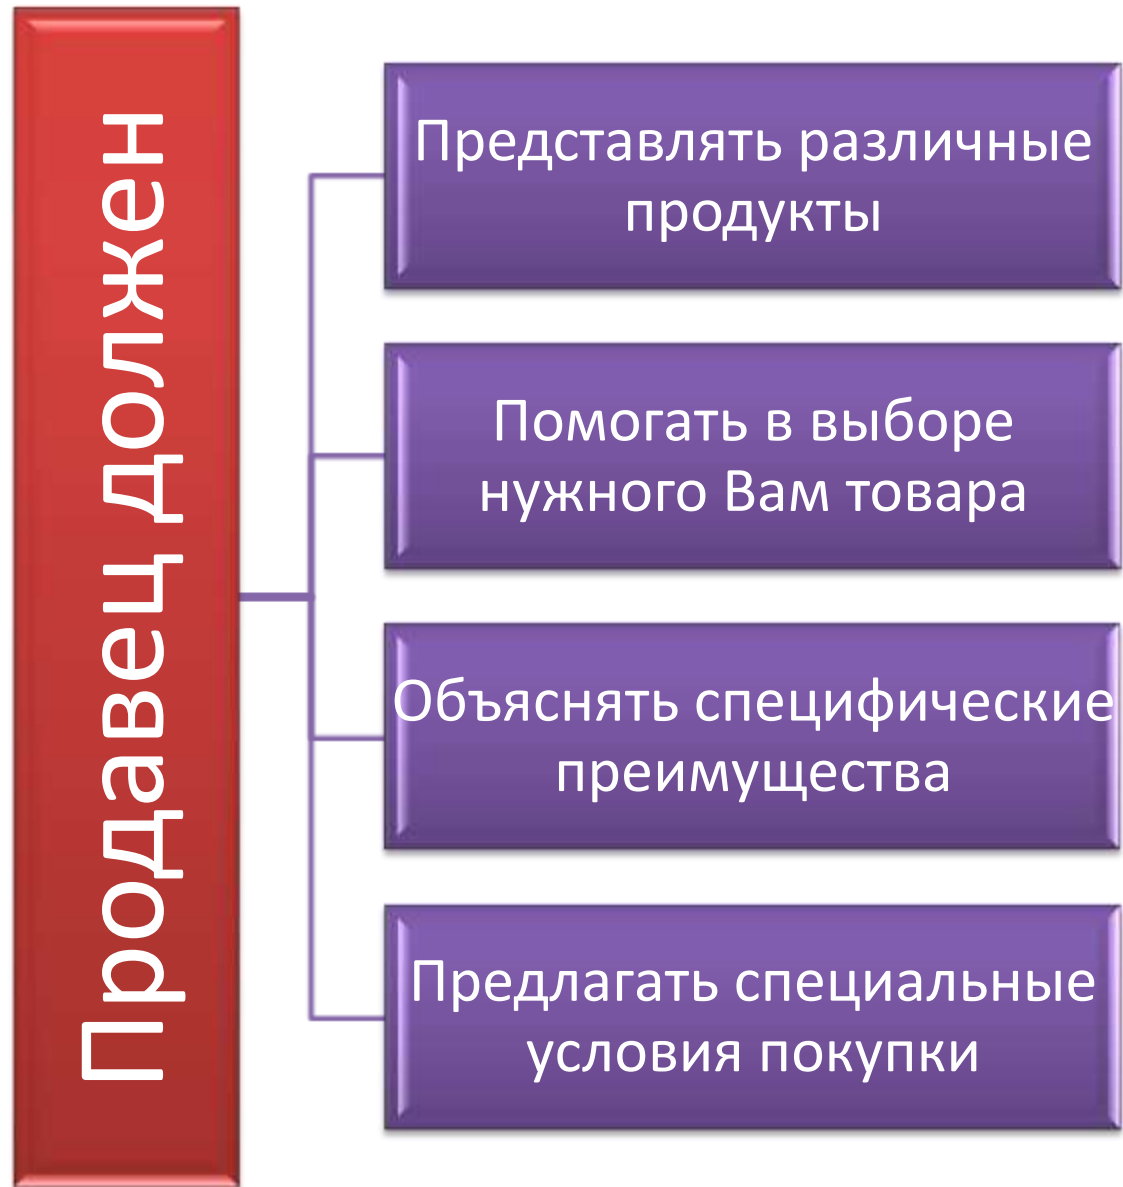 Продавец должен
Представлять различные
продукты
Помогать в выборе
нужного Вам товара
Объяснять специфические
преимущества
Предлагать специальные
условия покупки